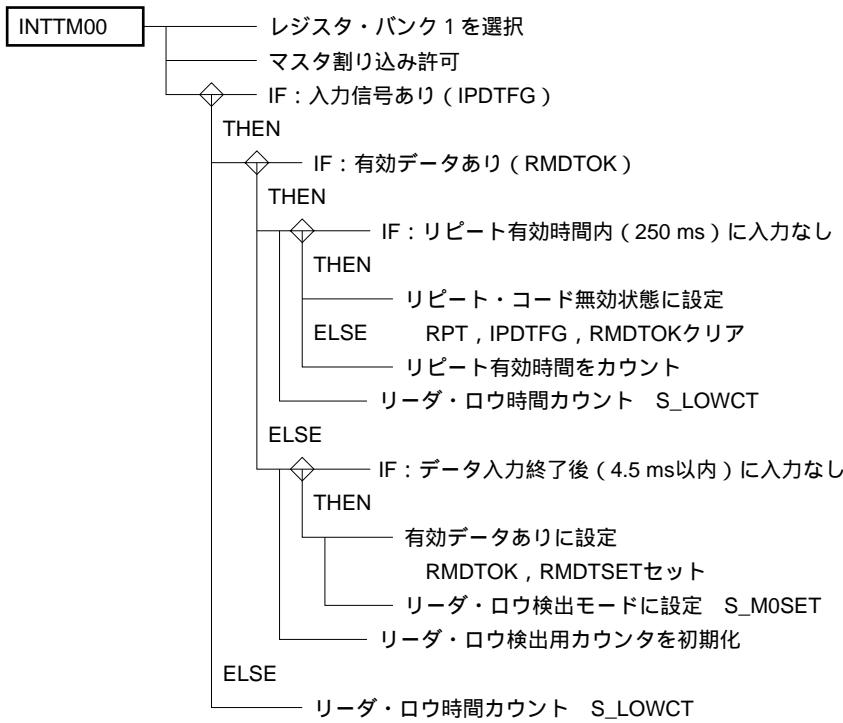 INTTM00 レジスタ・バンク1を選択
マスタ割り込み許可
IF：入力信号あり（IPDTFG）
THEN
IF：有効データあり（RMDTOK）
THEN
IF：リピート有効時間内（250 ms）に入力なし
THEN
リピート・コード無効状態に設定
ELSE RPT，IPDTFG，RMDTOKクリア
リピート有効時間をカウント
リーダ・ロウ時間カウント S_LOWCT
ELSE
IF：データ入力終了後（4.5 ms以内）に入力なし
THEN
有効データありに設定
RMDTOK，RMDTSETセット
リーダ・ロウ検出モードに設定 S_M0SET
リーダ・ロウ検出用カウンタを初期化
ELSE
リーダ・ロウ時間カウント S_LOWCT